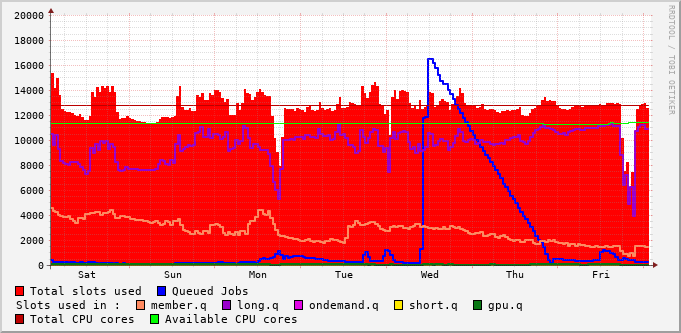 20000
18000
16000
14000
12000
10000
8000
6000
4000
2000
0
Sat Sun Mon Tue Wed Thu Fri
RRDTOOL / TOBI OETIKER
Total slots used Queued Jobs
Slots used in : member.q long.q ondemand.q short.q gpu.q
Total CPU cores Available CPU cores